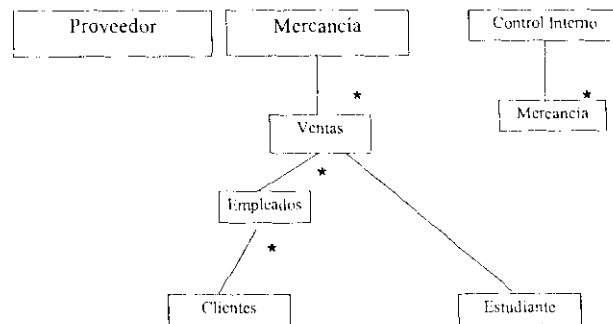 Proveedor
Mercancía
Control Interno
*
*
Mercancía
Ventas
*
Empleados
*
Clientes
Estudiante